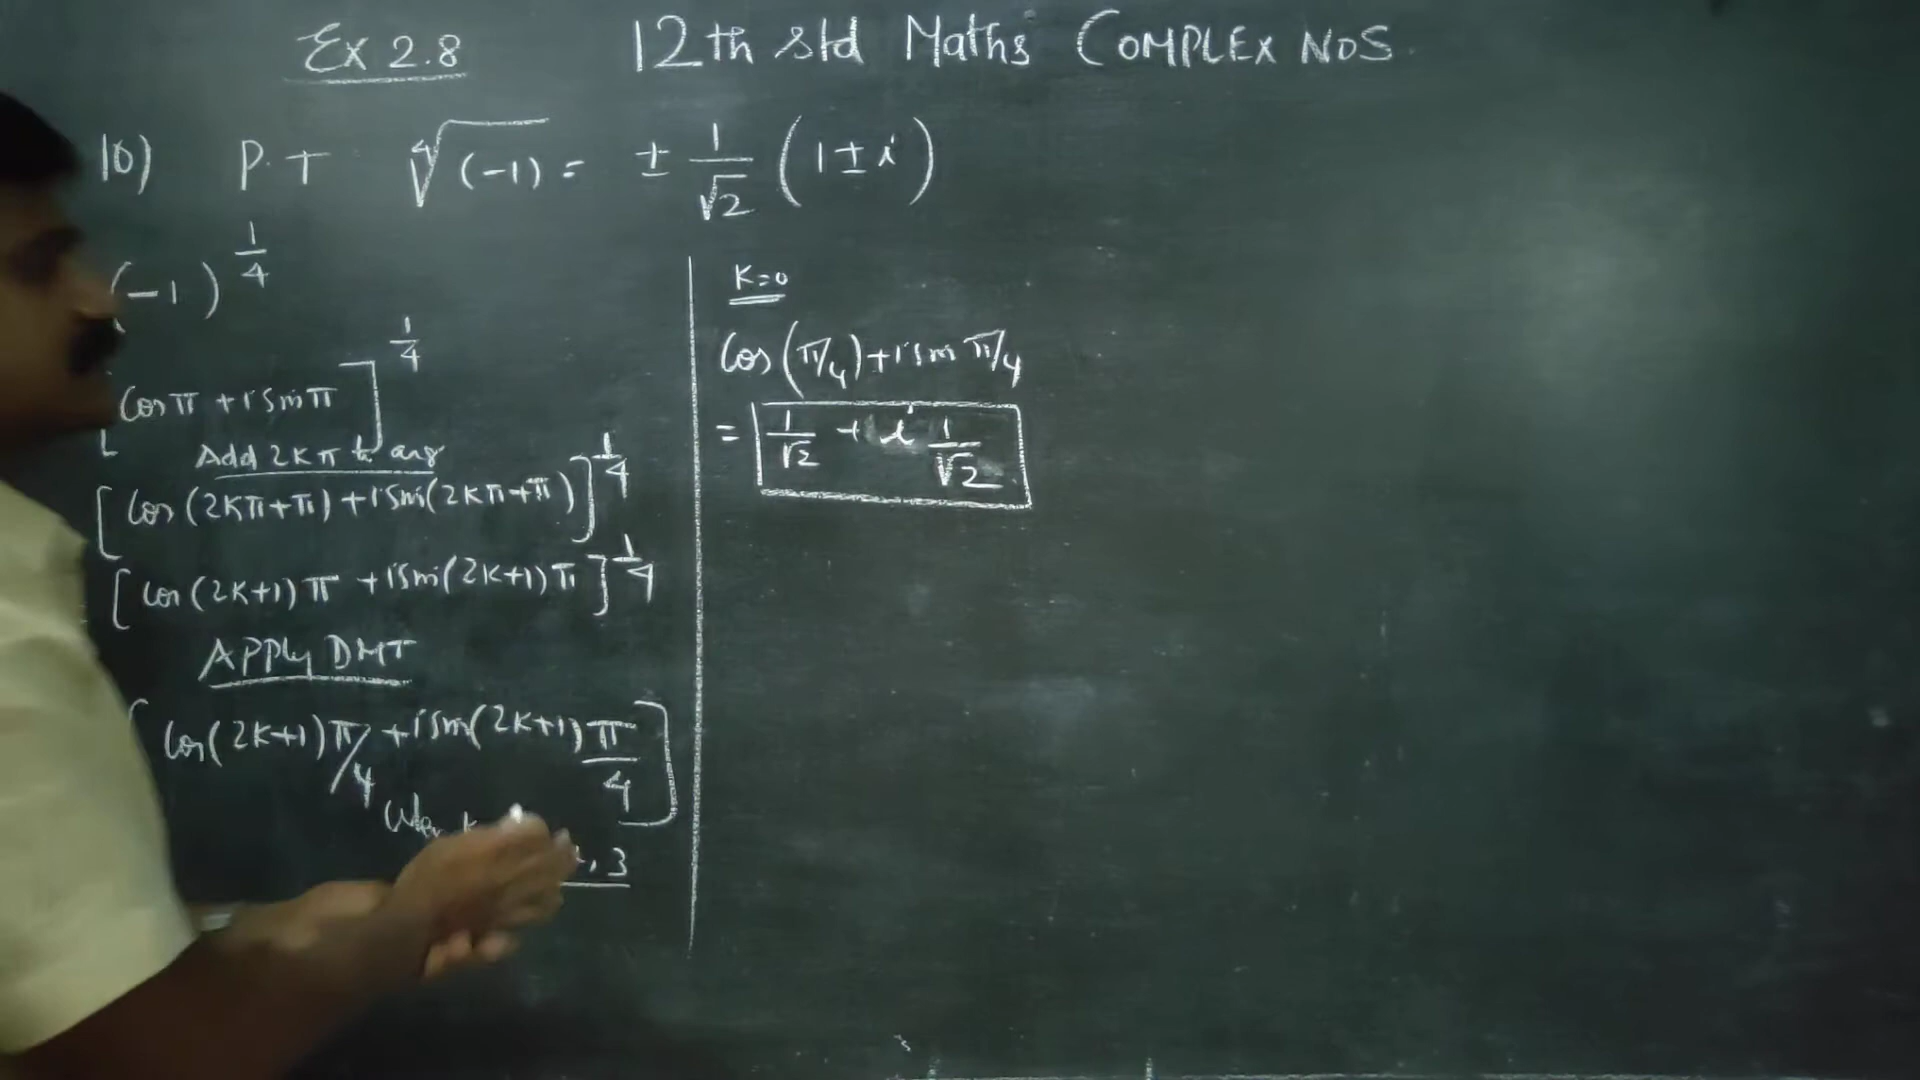 Ex 2.8 12th std Maths COMPLEX NOS.
10) P.T ∜(-1) = ± 1/√2 (1 ± i)
(-1)^1/4
[Cos π + i Sin π]^1/4
Add 2Kπ to arg
[Cos (2Kπ+π) + i Sin (2Kπ+π)]^1/4
[Cos (2K+1) π + i Sin (2K+1) π]^1/4
APPly DMT
[Cos (2K+1) π/4 + i Sin (2K+1) π/4]
, 3
K=0
Cos (π/4) + i Sin π/4
= 1/√2 + i 1/√2